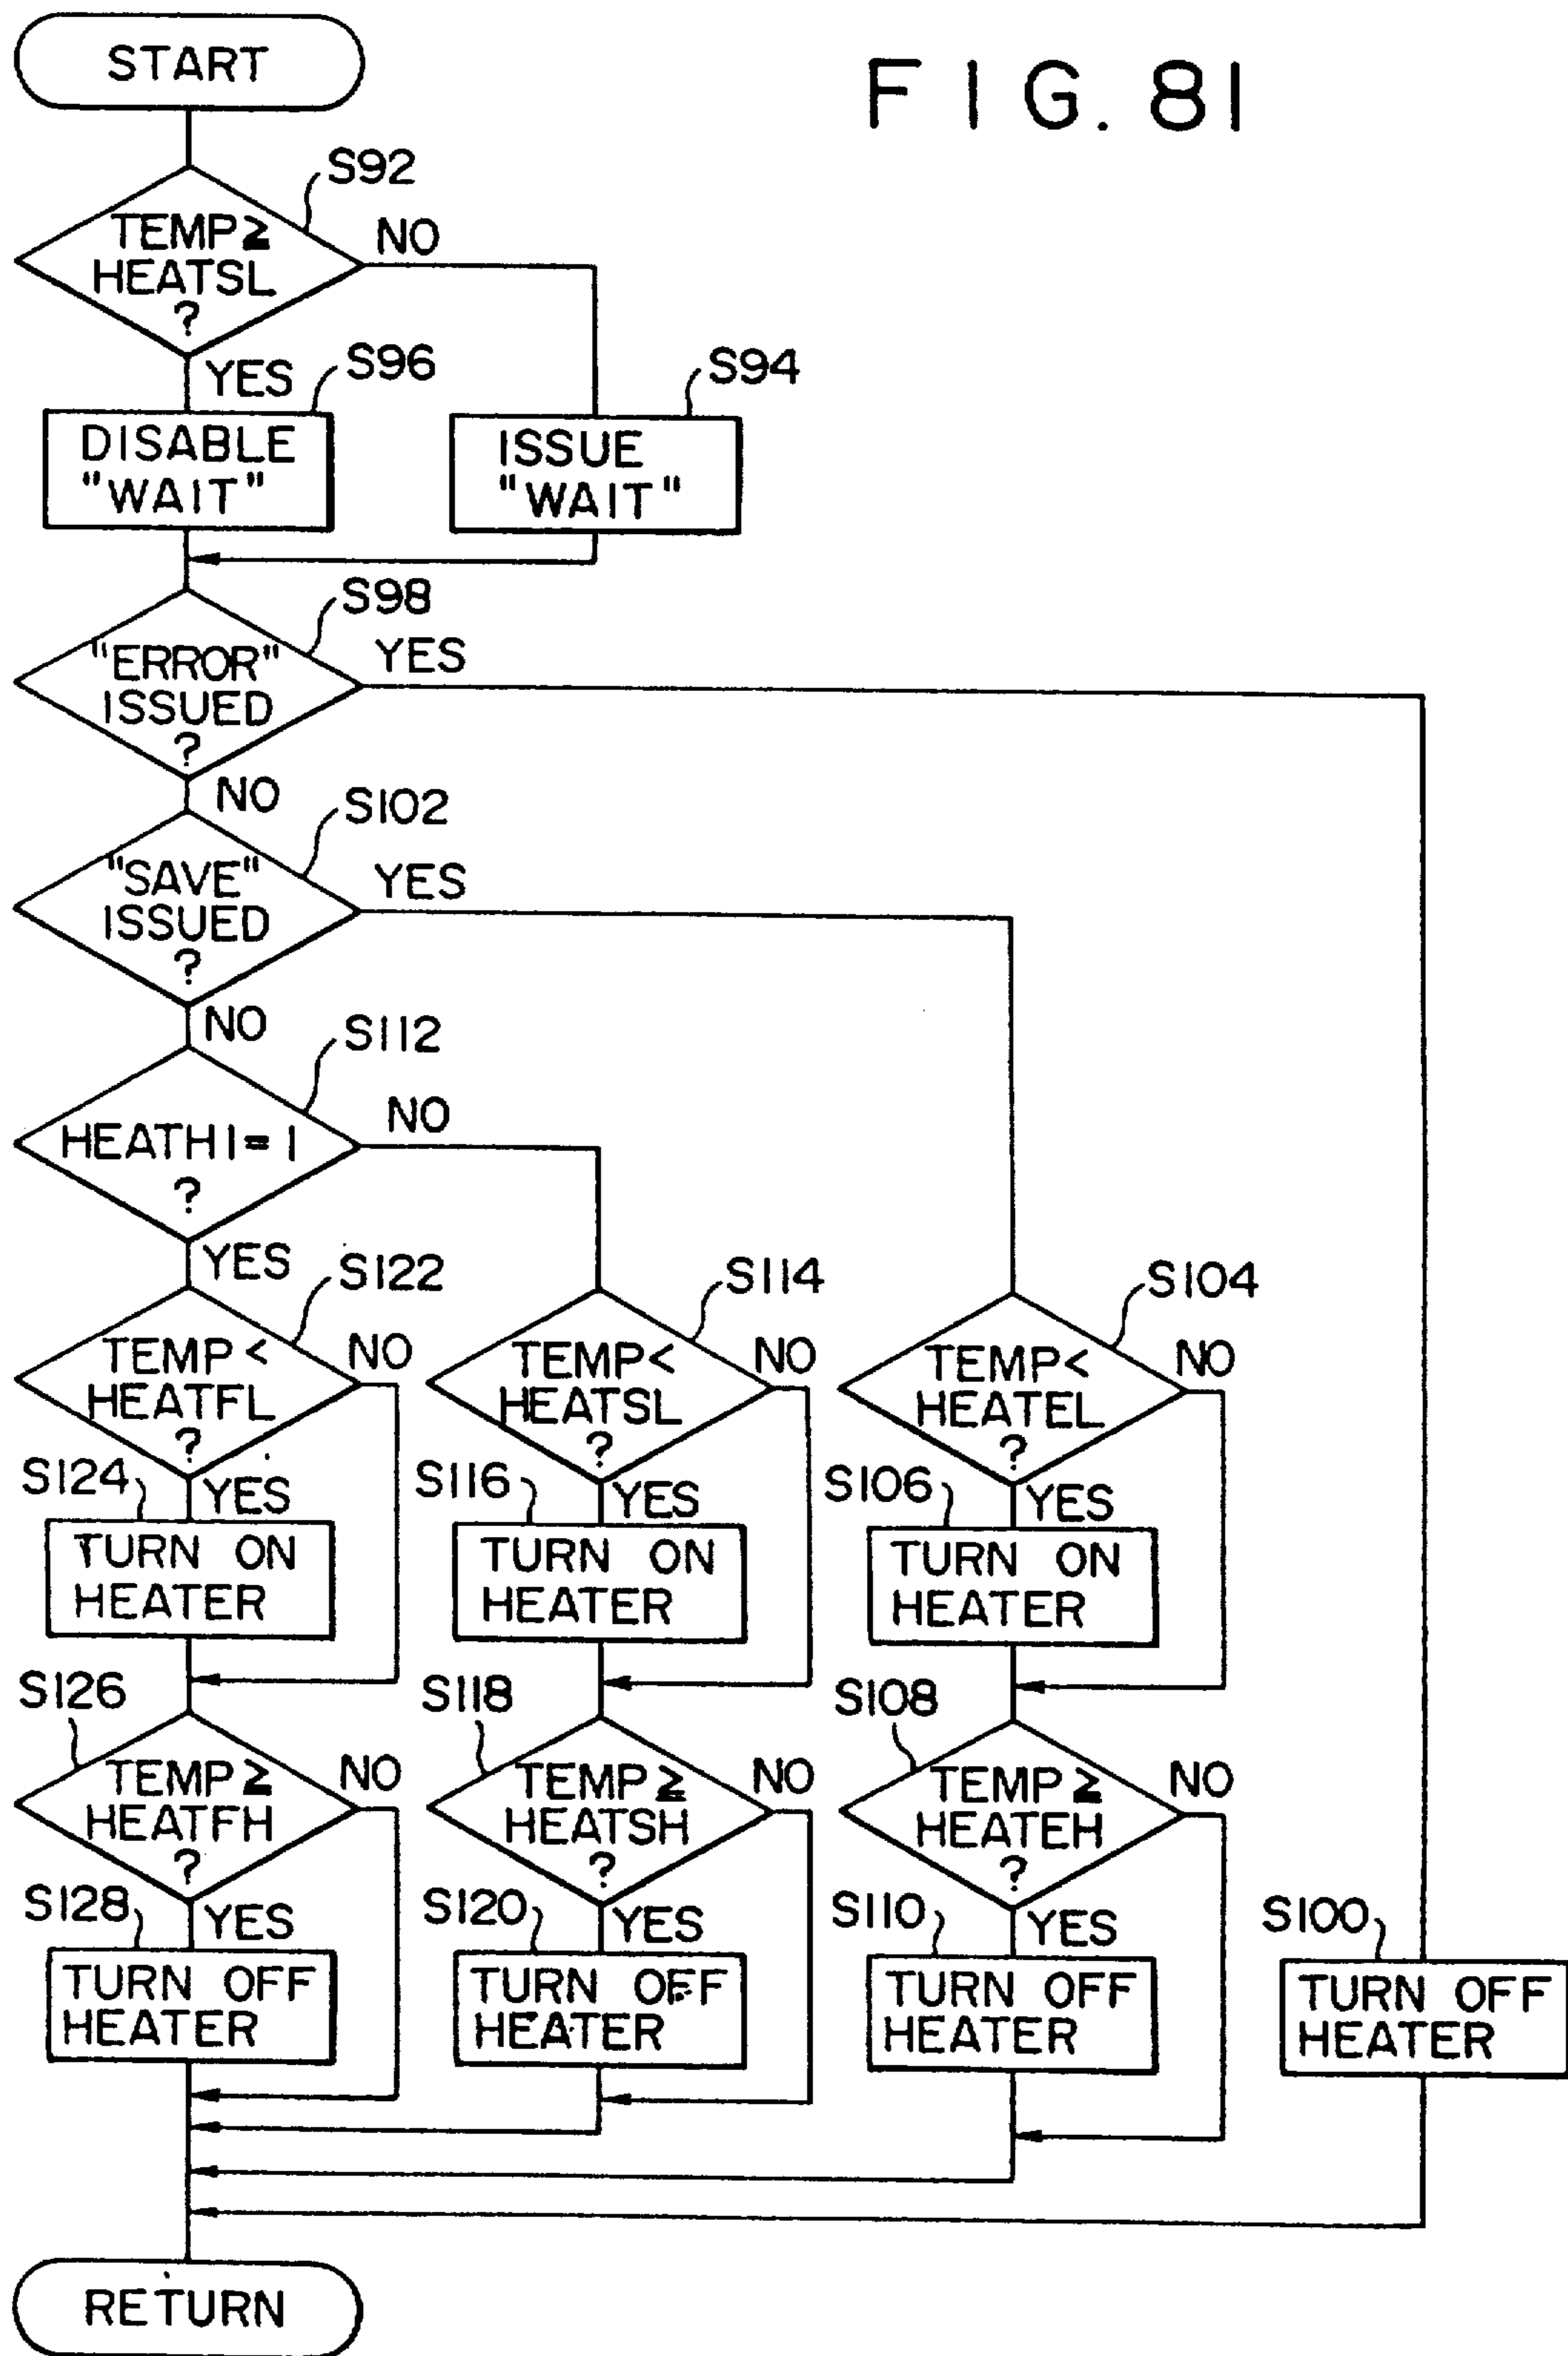 START
F I G. 81
S92
TEMP ≧
HEATSL
?
NO
YES
S96
S94
DISABLE
"WAIT"
ISSUE
"WAIT"
S98
"ERROR"
ISSUED
?
YES
NO
S102
"SAVE"
ISSUED
?
YES
NO
S112
HEATH1=1
?
NO
YES
S122
S114
S104
TEMP <
HEATFL
?
NO
TEMP <
HEATSL
?
NO
TEMP <
HEATEL
?
NO
S124
YES
S116
YES
S106
YES
TURN ON
HEATER
TURN ON
HEATER
TURN ON
HEATER
S126
S118
S108
TEMP ≧
HEATFH
?
NO
TEMP ≧
HEATSH
?
NO
TEMP ≧
HEATEH
?
NO
S128
YES
S120
YES
S110
YES
S100
TURN OFF
HEATER
TURN OFF
HEATER
TURN OFF
HEATER
TURN OFF
HEATER
RETURN